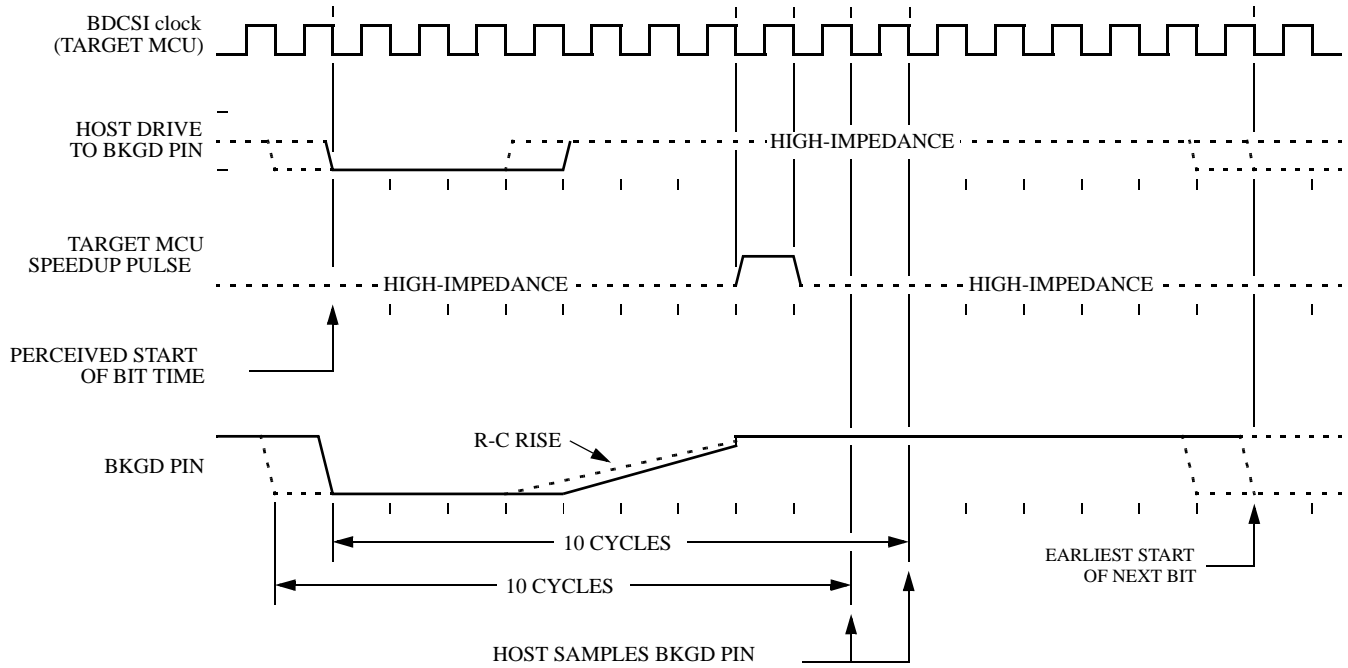 BDCSI clock
(TARGET MCU)
HOST DRIVE
TO BKGD PIN
HIGH-IMPEDANCE
TARGET MCU
SPEEDUP PULSE
HIGH-IMPEDANCE
HIGH-IMPEDANCE
PERCEIVED START
OF BIT TIME
R-C RISE
BKGD PIN
10 CYCLES
EARLIEST START
OF NEXT BIT
10 CYCLES
HOST SAMPLES BKGD PIN